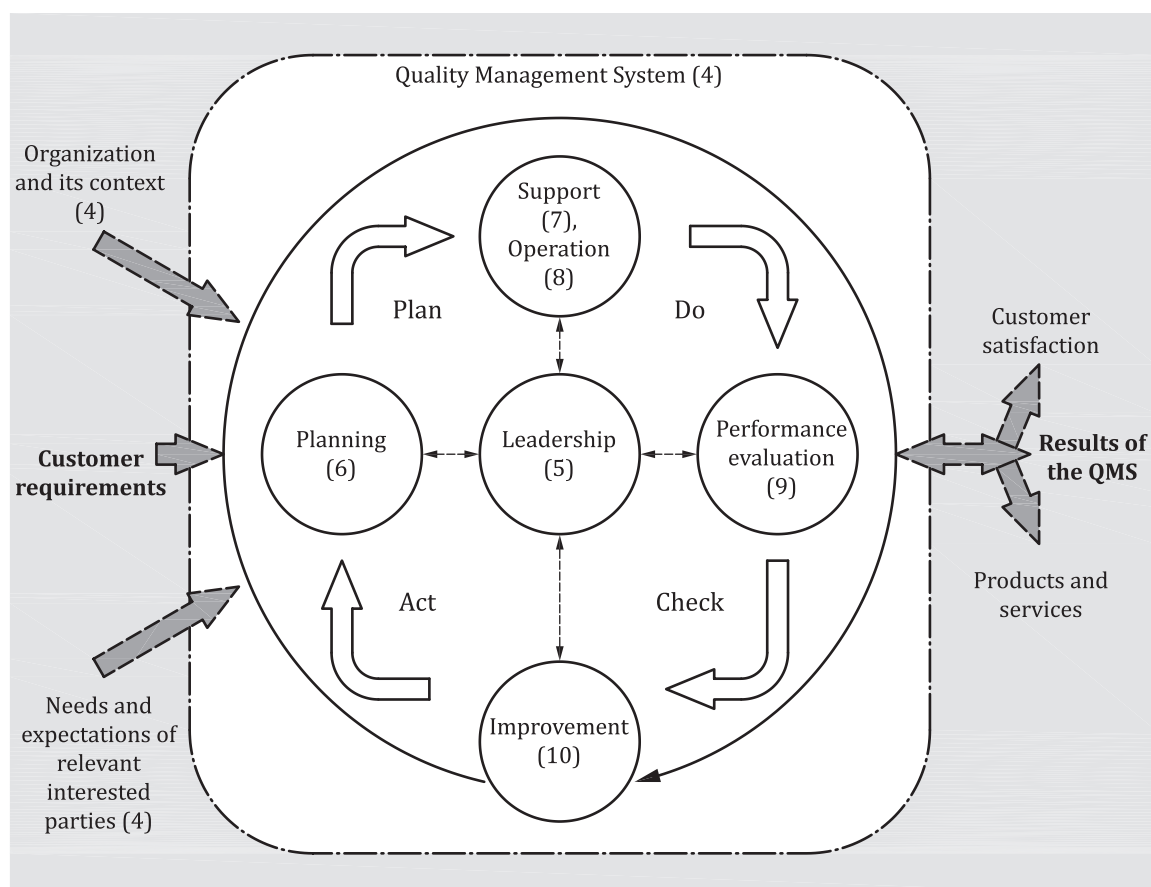 Quality Management System (4)
Organization
and its context
(4)
Support
(7),
Operation
(8)
Plan
Do
Customer
satisfaction
Planning
(6)
Leadership
(5)
Performance
evaluation
(9)
Customer
requirements
Results of
the QMS
Act
Check
Products and
services
Needs and
expectations of
relevant
interested
parties (4)
Improvement
(10)